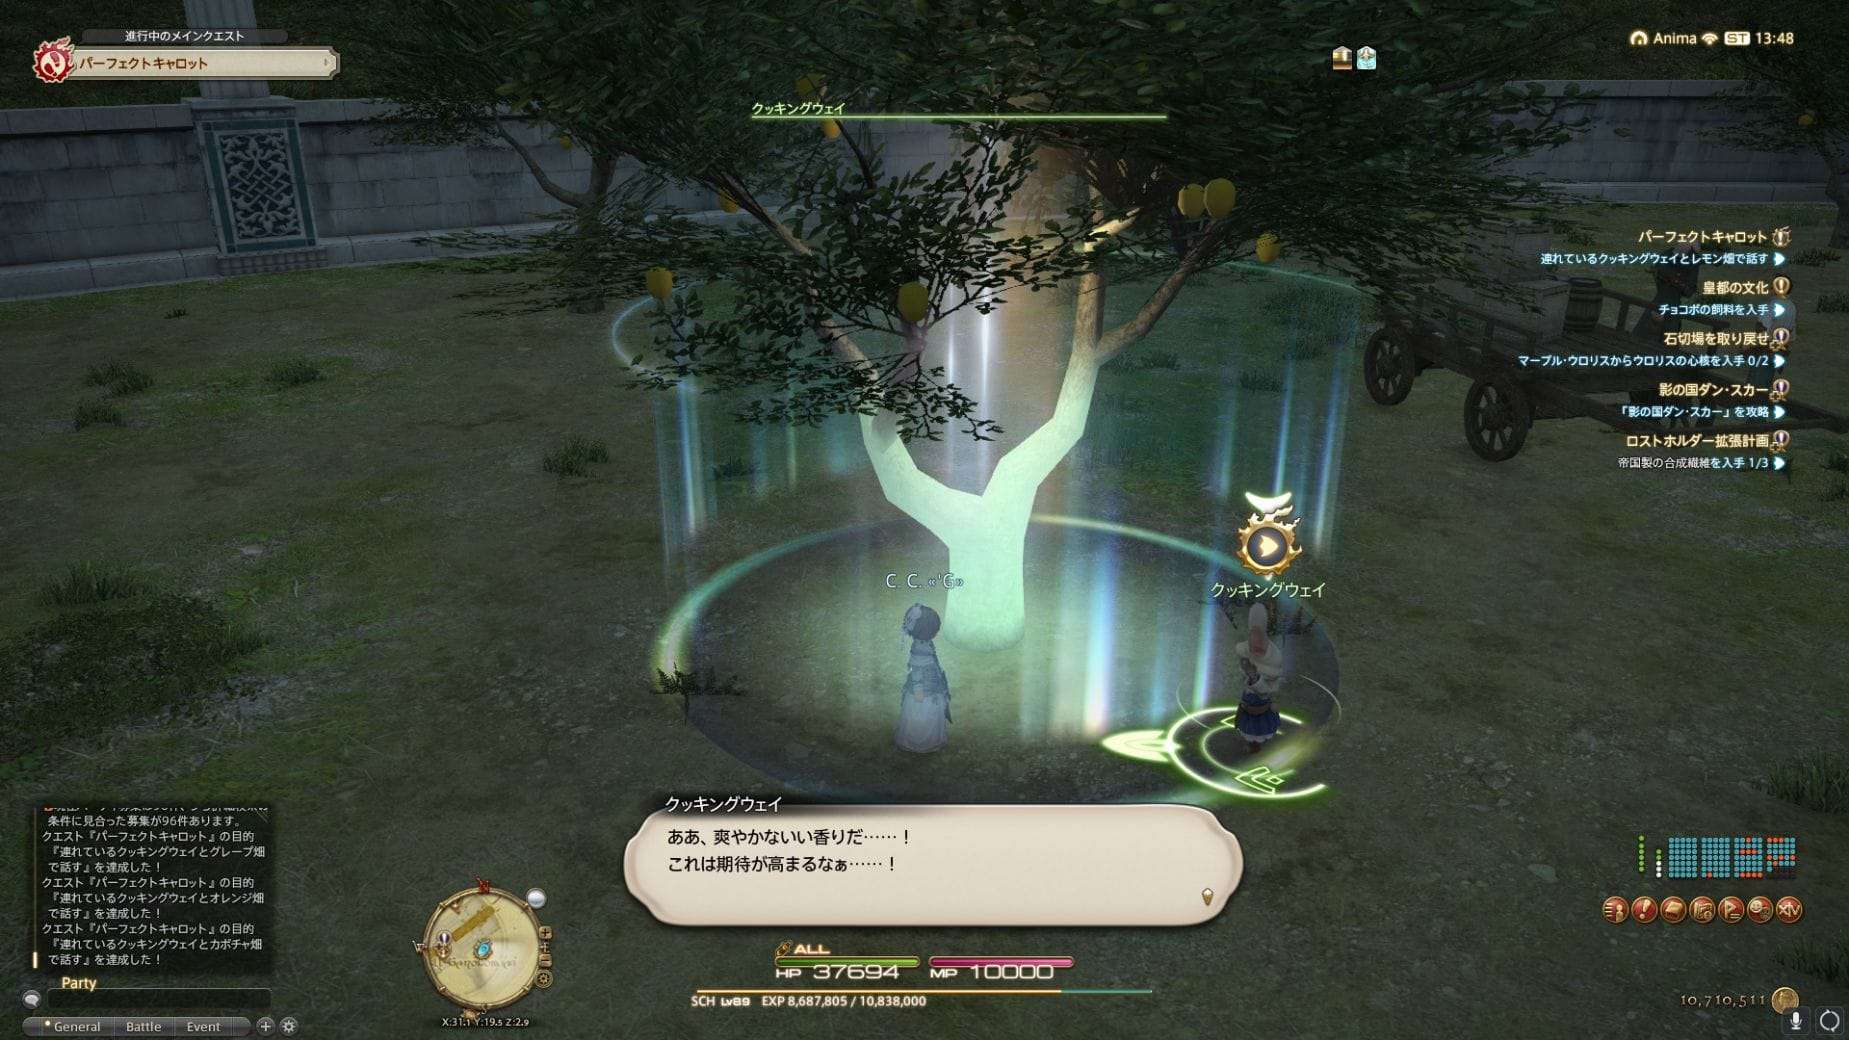 進行中のメインクエスト
パーフェクトキャロット
Anima ST 13:48
クッキングウェイ
パーフェクトキャロット
連れているクッキングウェイとレモン畑で話す
皇都の文化
チョコボの飼料を入手
石切場を取り戻せ
マーブル・ウロリスからウロリスの心核を入手 0/2
影の国ダン・スカー
「影の国ダン・スカー」を攻略
ロストホルダー拡張計画
帝国製の合成繊維を入手 1/3
C. C. «'G»
クッキングウェイ
クッキングウェイ
ああ、爽やかないい香りだ……！
これは期待が高まるなぁ……！
条件に見合った募集が96件あります。
クエスト『パーフェクトキャロット』の目的
『連れているクッキングウェイとグレープ畑
で話す』を達成した！
クエスト『パーフェクトキャロット』の目的
『連れているクッキングウェイとオレンジ畑
で話す』を達成した！
クエスト『パーフェクトキャロット』の目的
『連れているクッキングウェイとカボチャ畑
で話す』を達成した！
Party
General Battle Event
X:31.1 Y:19.5 Z:2.9
ALL
HP 37694 MP 10000
SCH Lv89 EXP 8,687,805 / 10,838,000
XIV
10,710,511